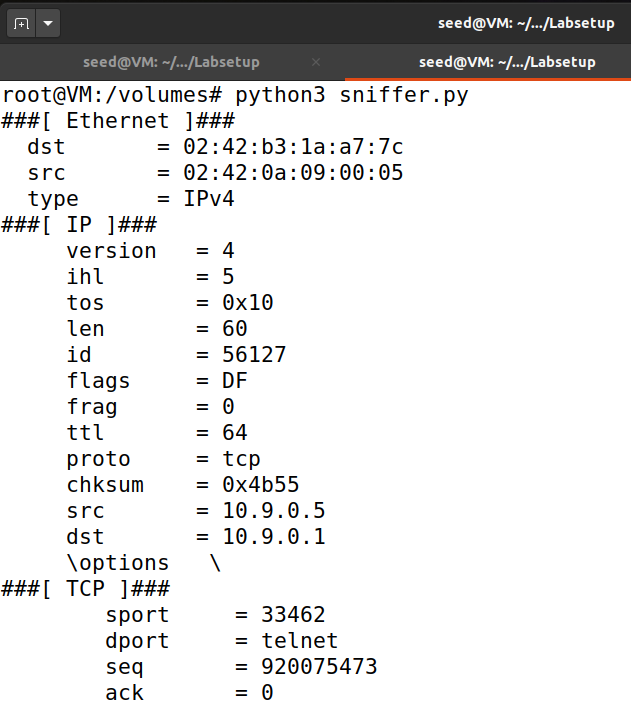 seed@VM: ~/.../Labsetup
seed@VM: ~/.../Labsetup × seed@VM: ~/.../Labsetup
root@VM:/volumes# python3 sniffer.py
###[ Ethernet ]###
  dst       = 02:42:b3:1a:a7:7c
  src       = 02:42:0a:09:00:05
  type      = IPv4
###[ IP ]###
     version   = 4
     ihl       = 5
     tos       = 0x10
     len       = 60
     id        = 56127
     flags     = DF
     frag      = 0
     ttl       = 64
     proto     = tcp
     chksum    = 0x4b55
     src       = 10.9.0.5
     dst       = 10.9.0.1
     \options   \
###[ TCP ]###
        sport     = 33462
        dport     = telnet
        seq       = 920075473
        ack       = 0